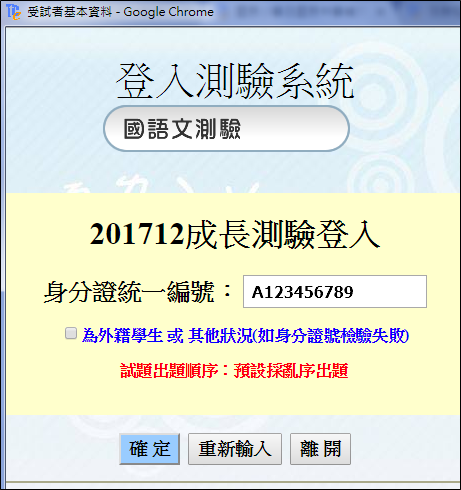 受試者基本資料 - Google Chrome
登入測驗系統
國語文測驗
201712成長測驗登入
身分證統一編號： A123456789
為外籍學生 或 其他狀況(如身分證號檢驗失敗)
試題出題順序：預設採亂序出題
確 定 重新輸入 離 開